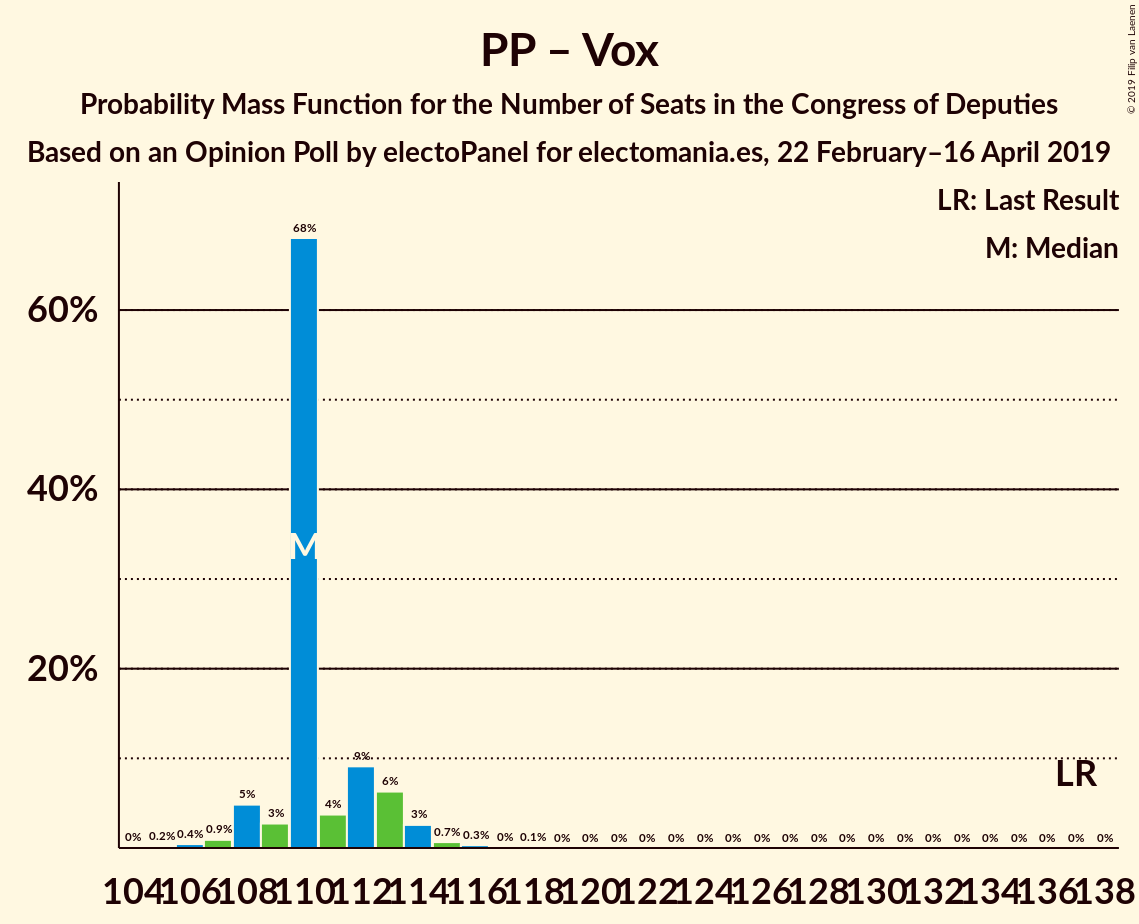 PP – Vox
Probability Mass Function for the Number of Seats in the Congress of Deputies
Based on an Opinion Poll by electoPanel for electomania.es, 22 February–16 April 2019
© 2019 Filip van Laenen
LR: Last Result
M: Median
60%
40%
20%
68%
M
LR
0% 0.2% 0.4% 0.9% 5% 3% 4% 9% 6% 3% 0.7% 0.3% 0% 0.1% 0% 0% 0% 0% 0% 0% 0% 0% 0% 0% 0% 0% 0% 0% 0% 0% 0% 0% 0% 0%
104 106 108 110 112 114 116 118 120 122 124 126 128 130 132 134 136 138